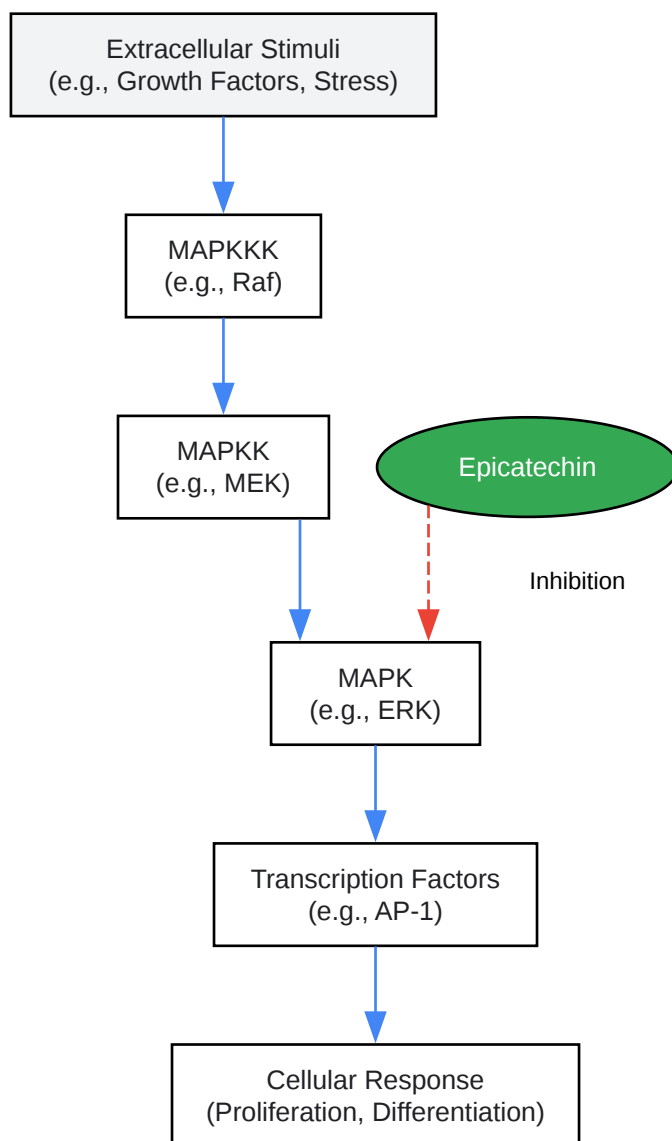 Extracellular Stimuli
(e.g., Growth Factors, Stress)
MAPKKK
(e.g., Raf)
MAPKK
(e.g., MEK)
Epicatechin
Inhibition
MAPK
(e.g., ERK)
Transcription Factors
(e.g., AP-1)
Cellular Response
(Proliferation, Differentiation)